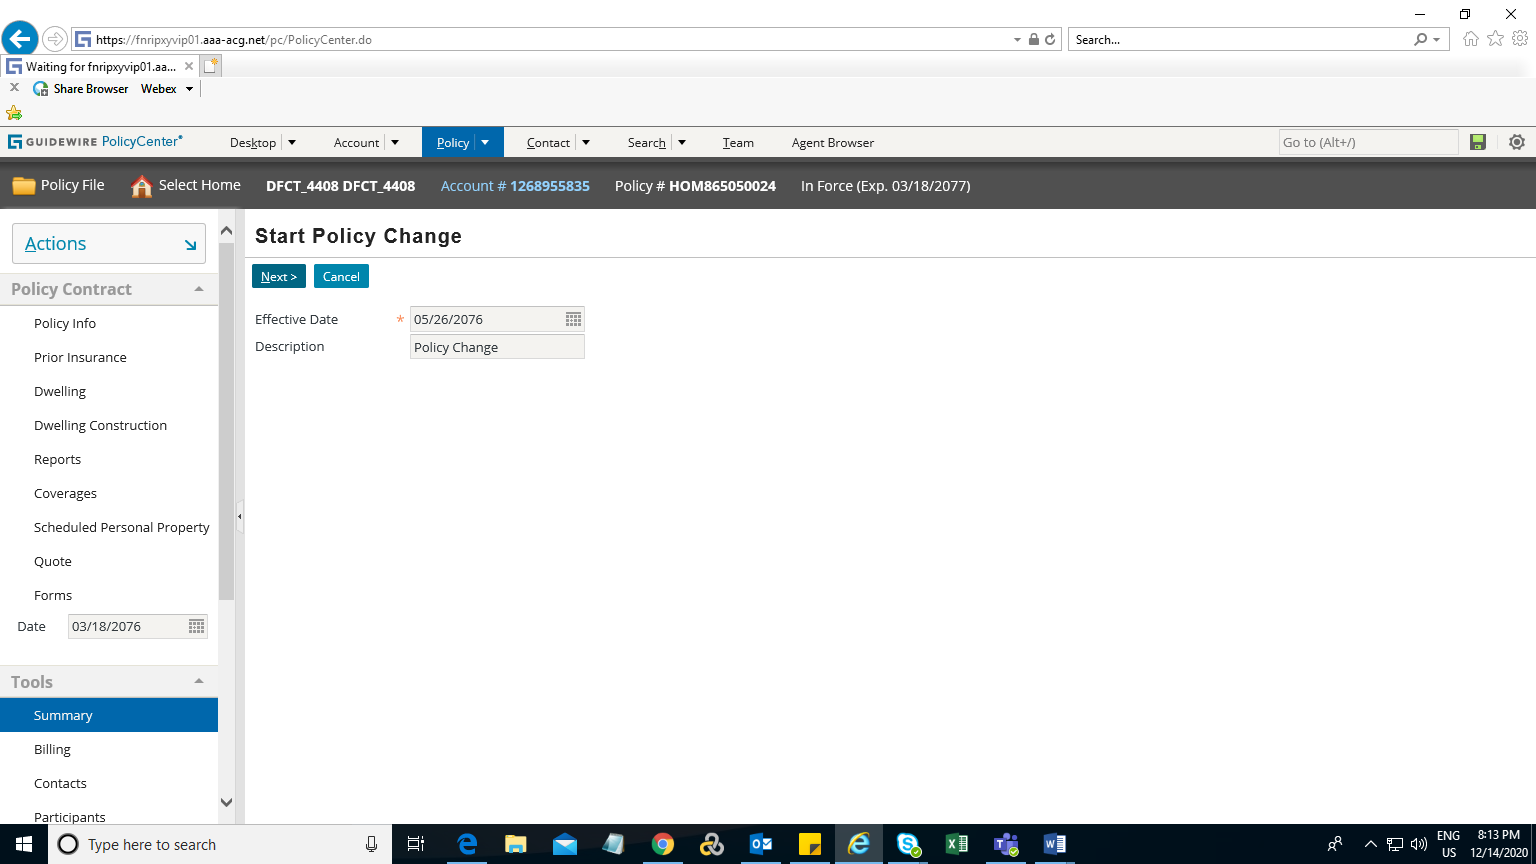 https://fnripxyvip01.aaa-acg.net/pc/PolicyCenter.do
Search...
Waiting for fnripxyvip01.aa...
Share Browser Webex
GUIDEWIRE PolicyCenter®
Desktop Account Policy Contact Search Team Agent Browser
Go to (Alt+/)
Policy File Select Home DFCT_4408 DFCT_4408 Account # 1268955835 Policy # HOM865050024 In Force (Exp. 03/18/2077)
Actions
Policy Contract
Policy Info
Prior Insurance
Dwelling
Dwelling Construction
Reports
Coverages
Scheduled Personal Property
Quote
Forms
Date 03/18/2076
Tools
Summary
Billing
Contacts
Participants
Start Policy Change
Next > Cancel
Effective Date * 05/26/2076
Description Policy Change
Type here to search
ENG
US
8:13 PM
12/14/2020